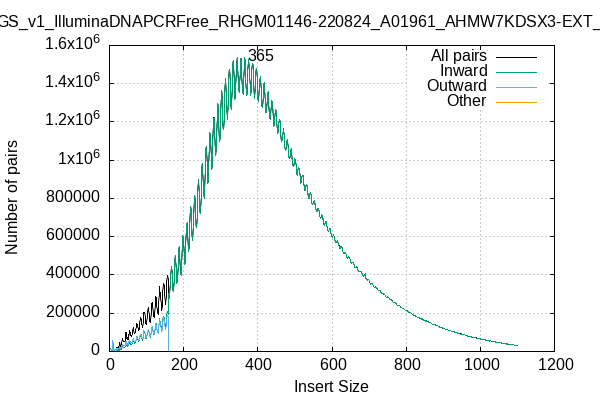 GS_v1_IlluminaDNAPCRFree_RHGM01146-220824_A01961_AHMW7KDSX3-EXT_
1.6x10^6
1.4x10^6
1.2x10^6
1x10^6
800000
600000
400000
200000
0
Number of pairs
365
All pairs
Inward
Outward
Other
0 200 400 600 800 1000 1200
Insert Size